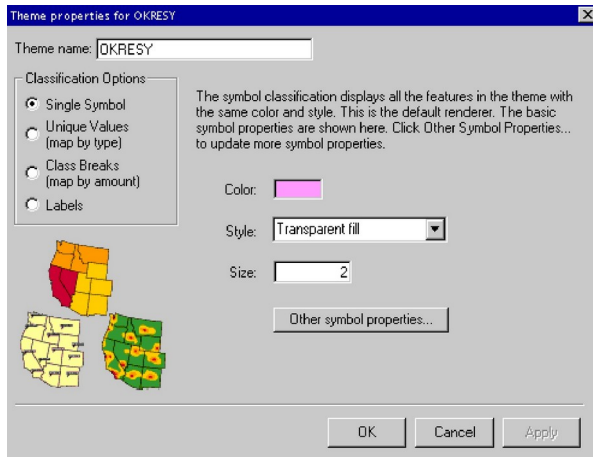 Theme properties for OKRESY
Theme name: OKRESY
Classification Options
Single Symbol
Unique Values
(map by type)
Class Breaks
(map by amount)
Labels
The symbol classification displays all the features in the theme with
the same color and style. This is the default renderer. The basic
symbol properties are shown here. Click Other Symbol Properties...
to update more symbol properties.
Color:
Style: Transparent fill
Size: 2
Other symbol properties...
OK Cancel Apply